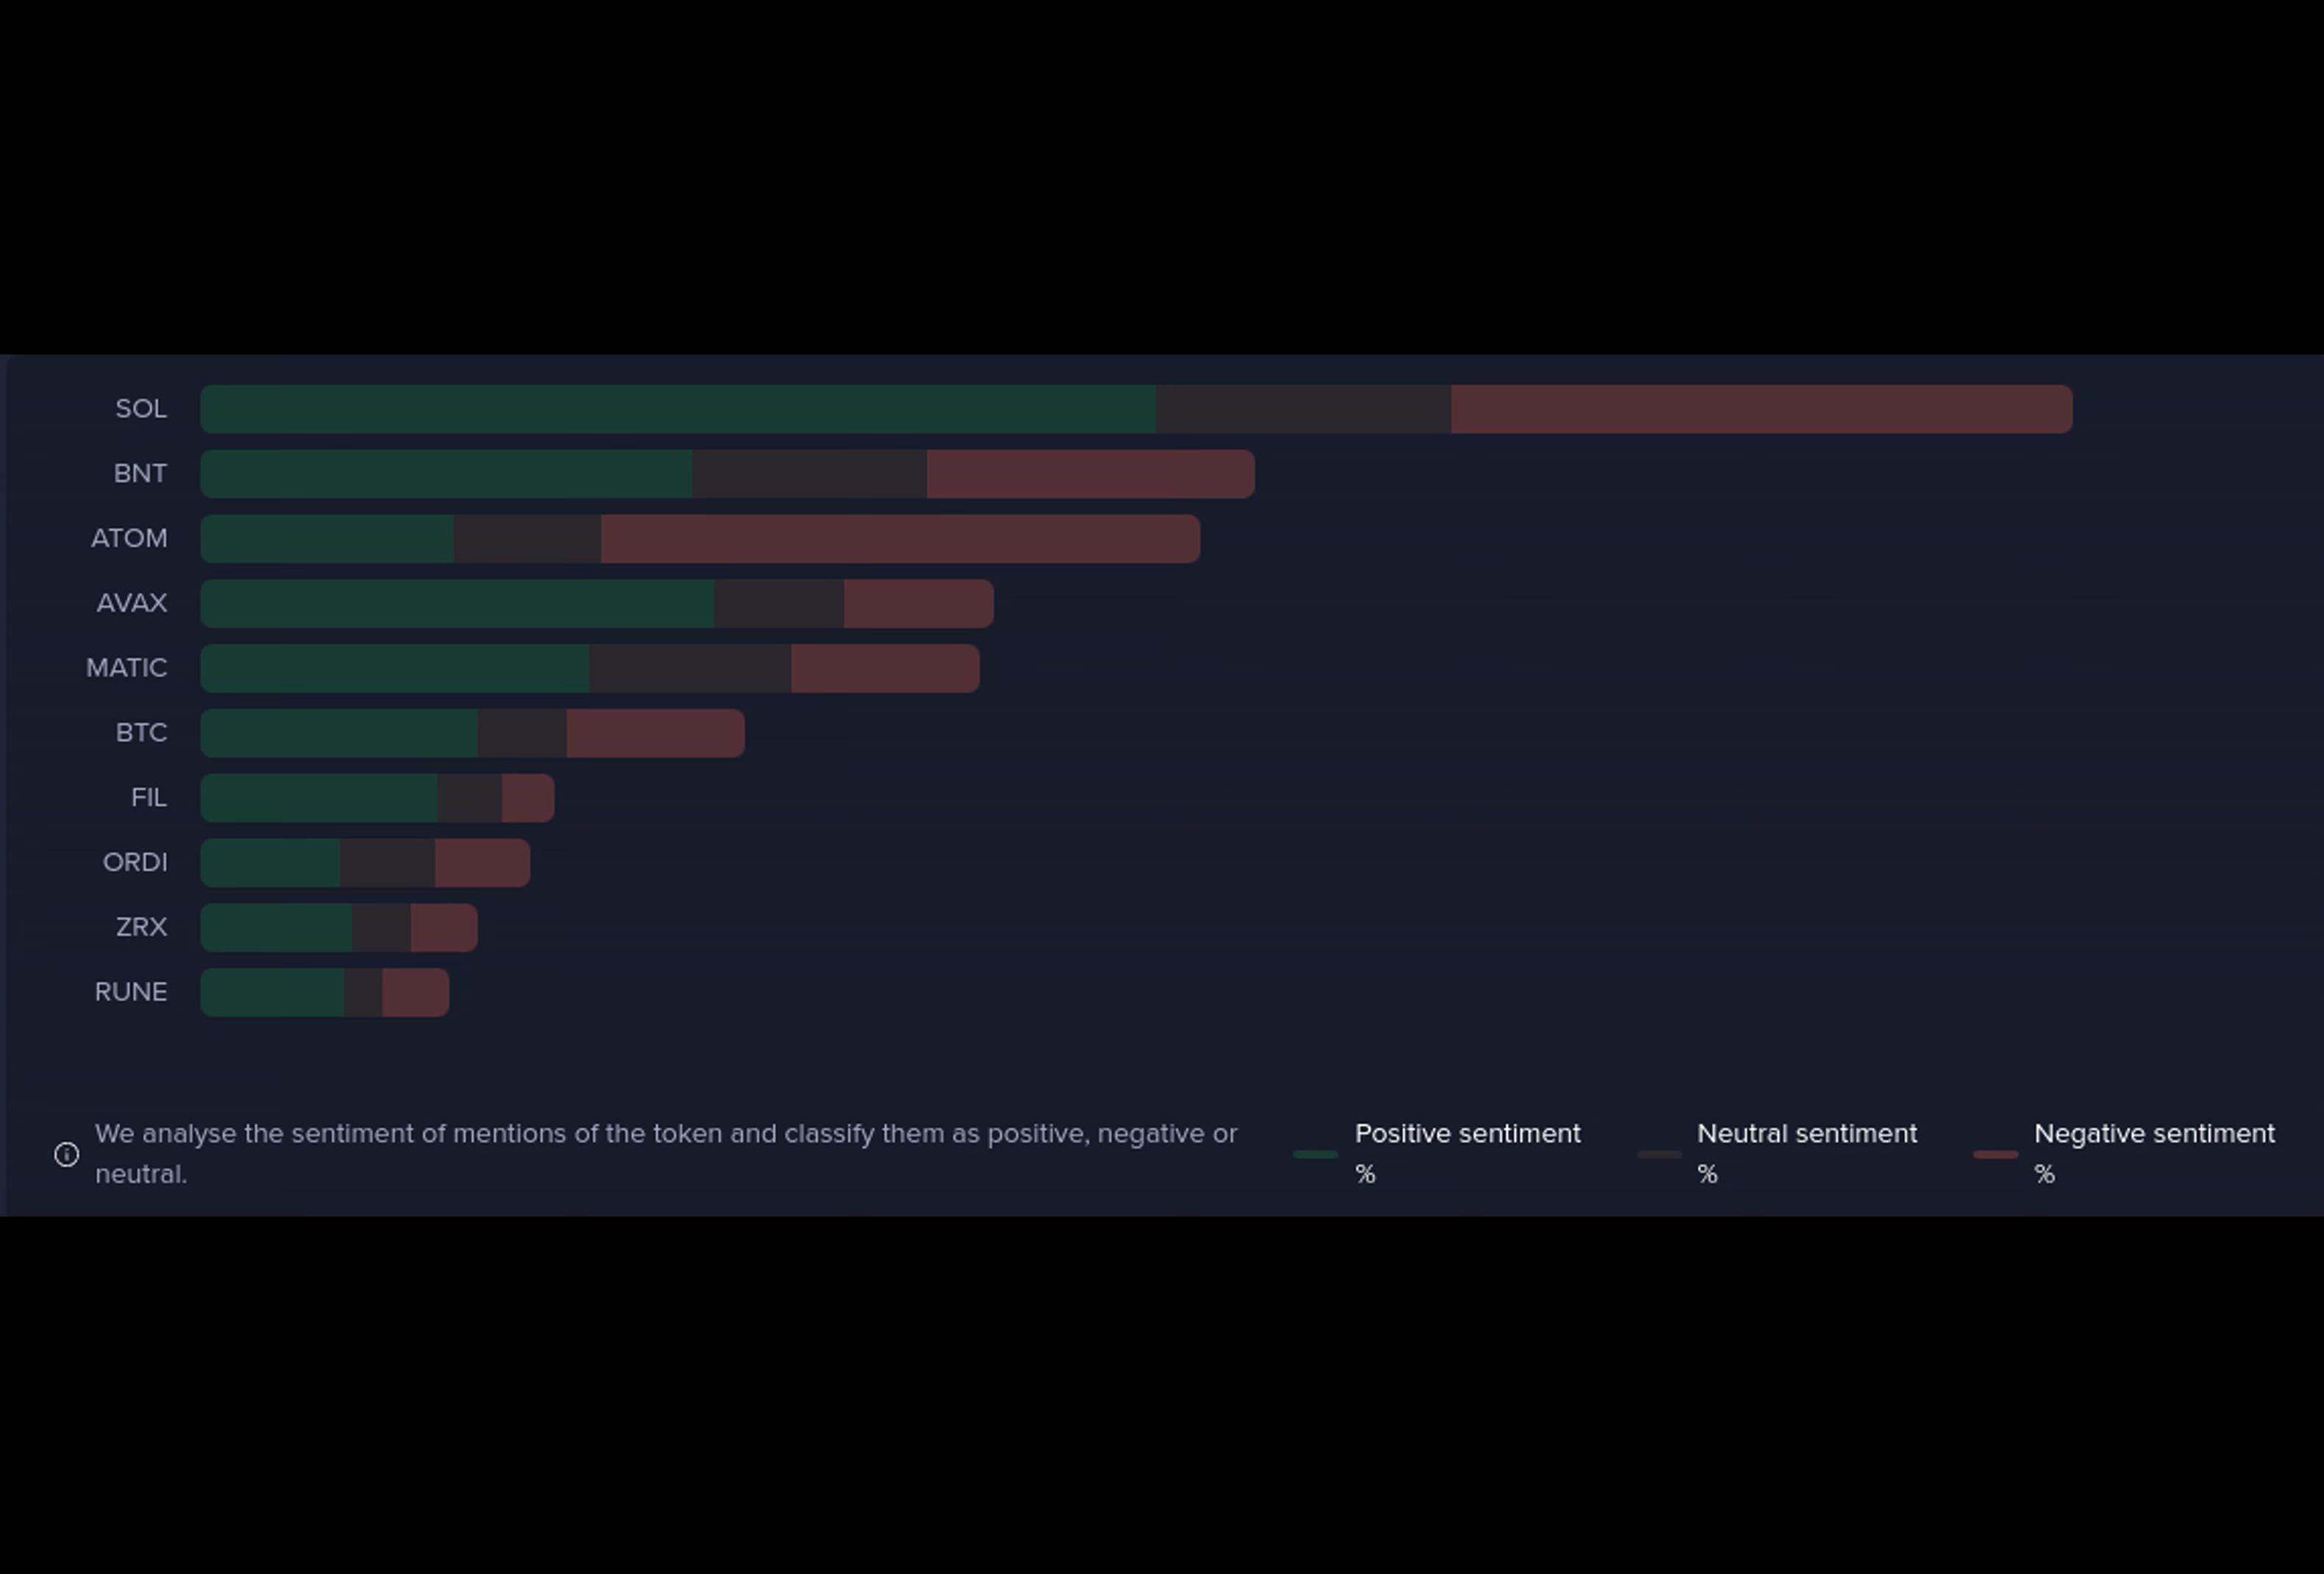 SOL
BNT
ATOM
AVAX
MATIC
BTC
FIL
ORDI
ZRX
RUNE
We analyse the sentiment of mentions of the token and classify them as positive, negative or
neutral.
Positive sentiment
%
Neutral sentiment
%
Negative sentiment
%